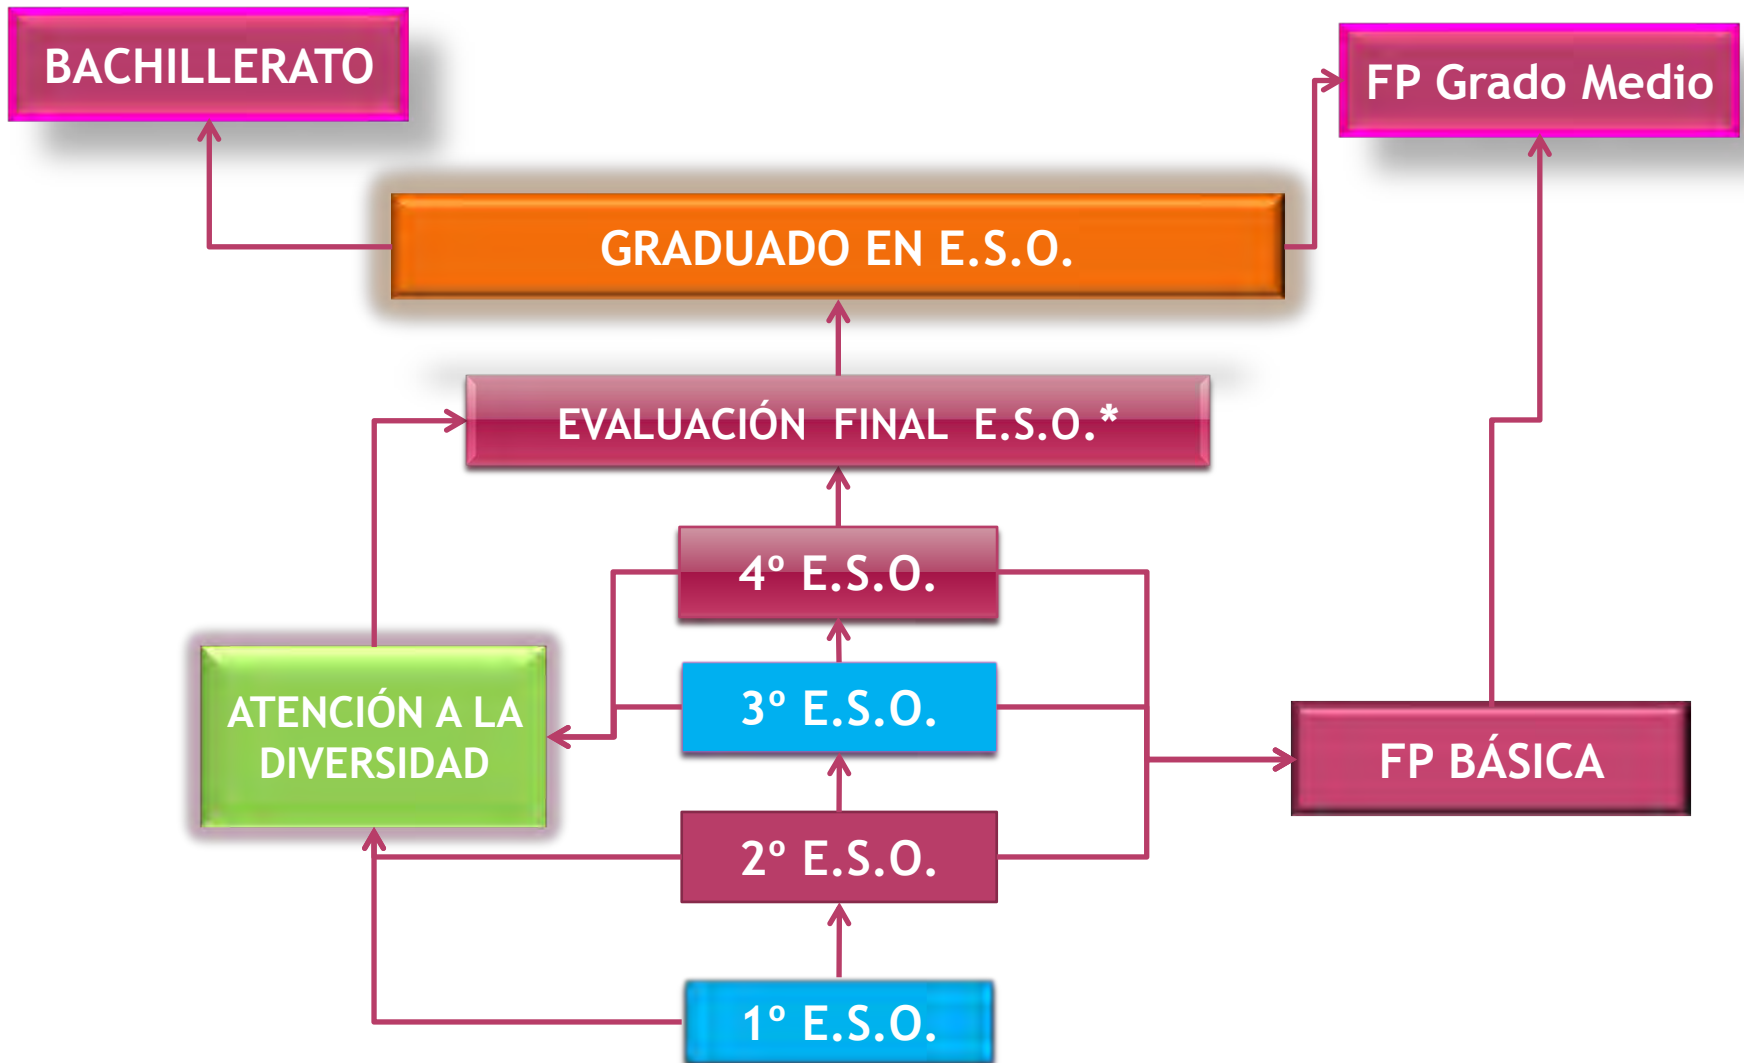 BACHILLERATO
FP Grado Medio
GRADUADO EN E.S.O.
EVALUACIÓN FINAL E.S.O.*
4º E.S.O.
ATENCIÓN A LA
DIVERSIDAD
3º E.S.O.
FP BÁSICA
2º E.S.O.
1º E.S.O.